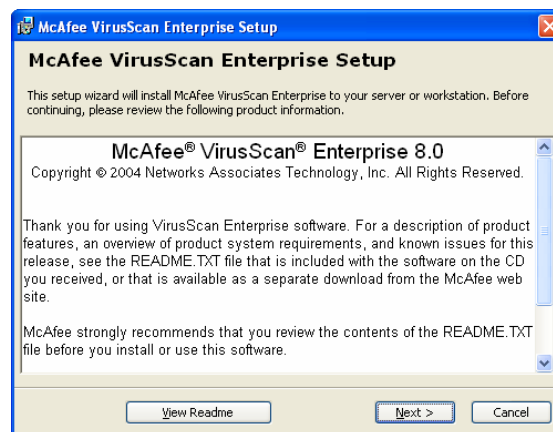 McAfee VirusScan Enterprise Setup
McAfee VirusScan Enterprise Setup
This setup wizard will install McAfee VirusScan Enterprise to your server or workstation. Before
continuing, please review the following product information.
McAfee® VirusScan® Enterprise 8.0
Copyright © 2004 Networks Associates Technology, Inc. All Rights Reserved.
Thank you for using VirusScan Enterprise software. For a description of product
features, an overview of product system requirements, and known issues for this
release, see the README.TXT file that is included with the software on the CD
you received, or that is available as a separate download from the McAfee web
site.
McAfee strongly recommends that you review the contents of the README.TXT
file before you install or use this software.
View Readme
Next >
Cancel